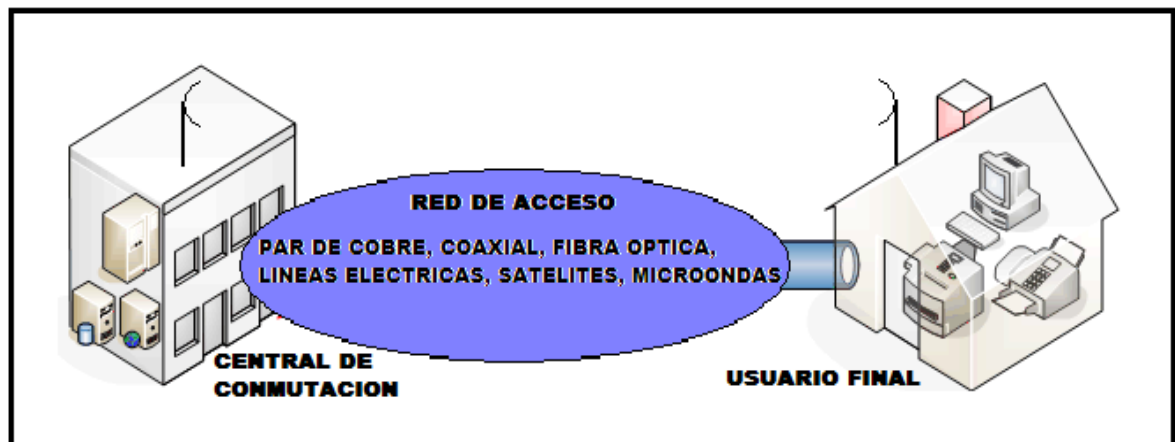 RED DE ACCESO
PAR DE COBRE, COAXIAL, FIBRA OPTICA,
LINEAS ELECTRICAS, SATELITES, MICROONDAS
CENTRAL DE
CONMUTACION
USUARIO FINAL